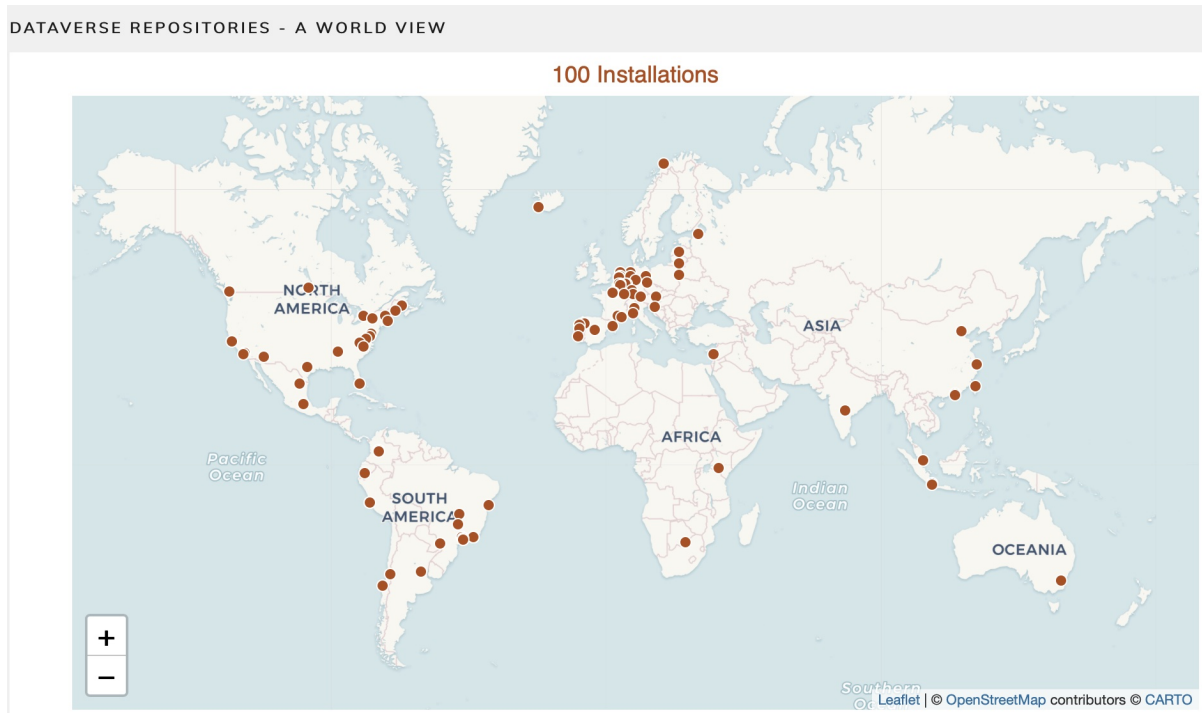 DATAVERSE REPOSITORIES - A WORLD VIEW
100 Installations
NORTH
AMERICA
ASIA
AFRICA
Pacific
Ocean
Indian
Ocean
SOUTH
AMERICA
OCEANIA
+
−
Southern
Leaflet | © OpenStreetMap contributors © CARTO